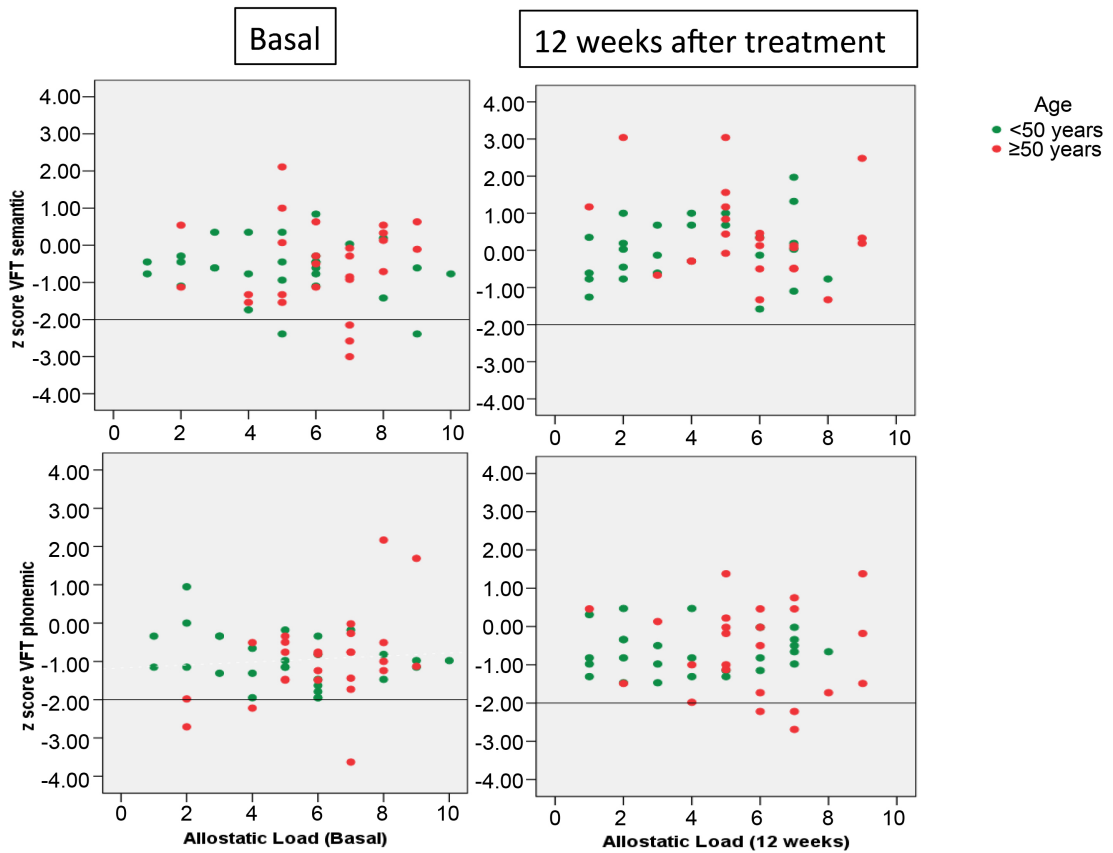 Basal
12 weeks after treatment
z score VFT semantic
4.00
3.00
2.00
1.00
0.00
-1.00
-2.00
-3.00
-4.00
0 2 4 6 8 10
4.00
3.00
2.00
1.00
0.00
-1.00
-2.00
-3.00
-4.00
0 2 4 6 8 10
Age
<50 years
≥50 years
z score VFT phonemic
4.00
3.00
2.00
1.00
0.00
-1.00
-2.00
-3.00
-4.00
0 2 4 6 8 10
Allostatic Load (Basal)
4.00
3.00
2.00
1.00
0.00
-1.00
-2.00
-3.00
-4.00
0 2 4 6 8 10
Allostatic Load (12 weeks)